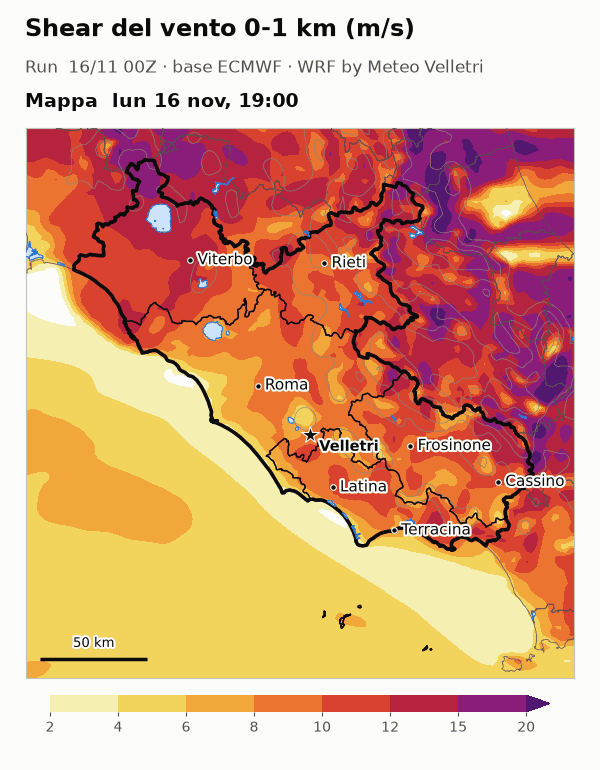 Shear del vento 0-1 km (m/s)
Run  16/11 00Z · base ECMWF · WRF by Meteo Velletri
Mappa  lun 16 nov, 19:00
Viterbo
Rieti
Roma
Velletri
Frosinone
Latina
Cassino
Terracina
50 km
2 4 6 8 10 12 15 20